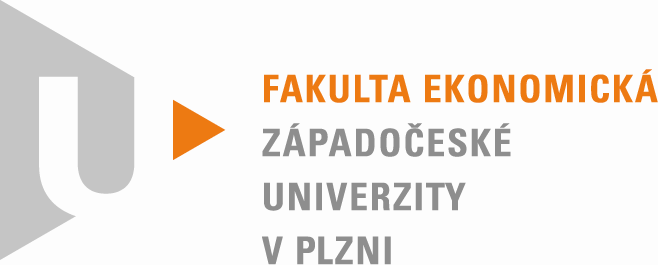 FAKULTA EKONOMICKÁ
ZÁPADOČESKÉ
UNIVERZITY
V PLZNI